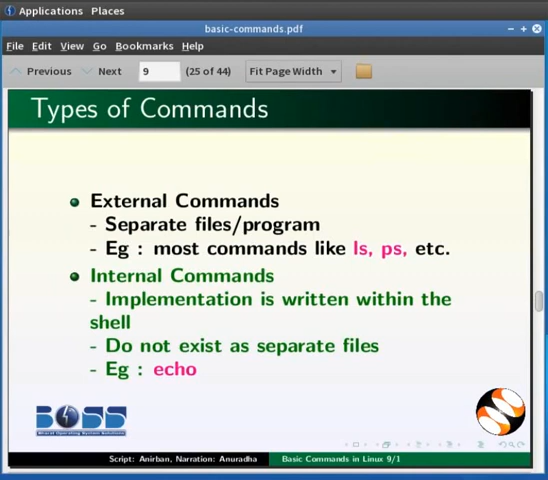 Applications Places
basic-commands.pdf
File Edit View Go Bookmarks Help
Previous Next 9 (25 of 44) Fit Page Width
Types of Commands
External Commands
- Separate files/program
- Eg : most commands like ls, ps, etc.
Internal Commands
- Implementation is written within the
shell
- Do not exist as separate files
- Eg : echo
BOSS
Script: Anirban, Narration: Anuradha Basic Commands in Linux 9/1